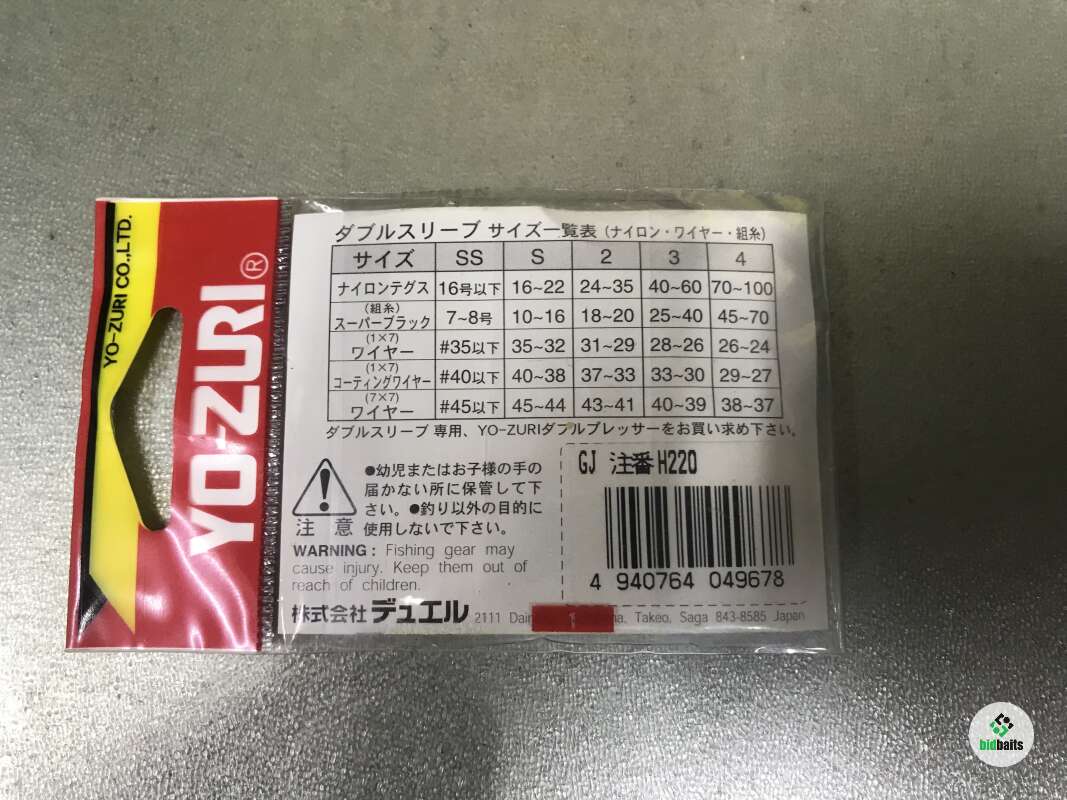 YO-ZURI CO.,LTD.
YO-ZURI®
ダブルスリーブ サイズ一覧表 (ナイロン・ワイヤー・組糸)
サイズ SS S 2 3 4
ナイロンテグス 16号以下 16~22 24~35 40~60 70~100
(組糸)
スーパーブラック 7~8号 10~16 18~20 25~40 45~70
(1×7)
ワイヤー #35以下 35~32 31~29 28~26 26~24
(1×7)
コーティングワイヤー #40以下 40~38 37~33 33~30 29~27
(7×7)
ワイヤー #45以下 45~44 43~41 40~39 38~37
ダブルスリーブ 専用、YO-ZURIダブルプレッサーをお買い求め下さい。
●幼児またはお子様の手の
届かない所に保管して下
さい。●釣り以外の目的に
注 意 使用しないで下さい。
WARNING : Fishing gear may
cause injury. Keep them out of
reach of children.
GJ 注番 H220
4 940764 049678
株式会社 デュエル 2111 Takeo, Saga 843-8585 Japan
bidbaits